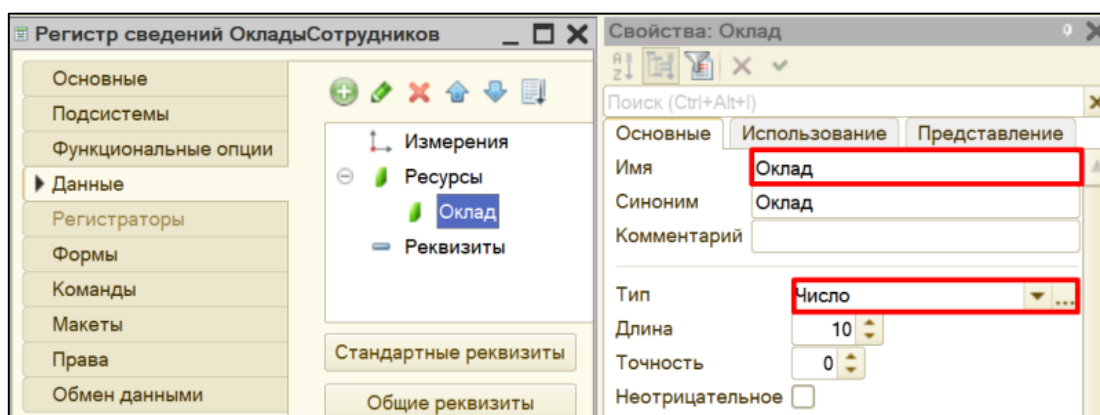 Регистр сведений ОкладыСотрудников
Основные
Подсистемы
Функциональные опции
Данные
Регистраторы
Формы
Команды
Макеты
Права
Обмен данными
Измерения
Ресурсы
Оклад
Реквизиты
Стандартные реквизиты
Общие реквизиты
Свойства: Оклад
Поиск (Ctrl+Alt+I)
Основные Использование Представление
Имя Оклад
Синоним Оклад
Комментарий
Тип Число ...
Длина 10
Точность 0
Неотрицательное